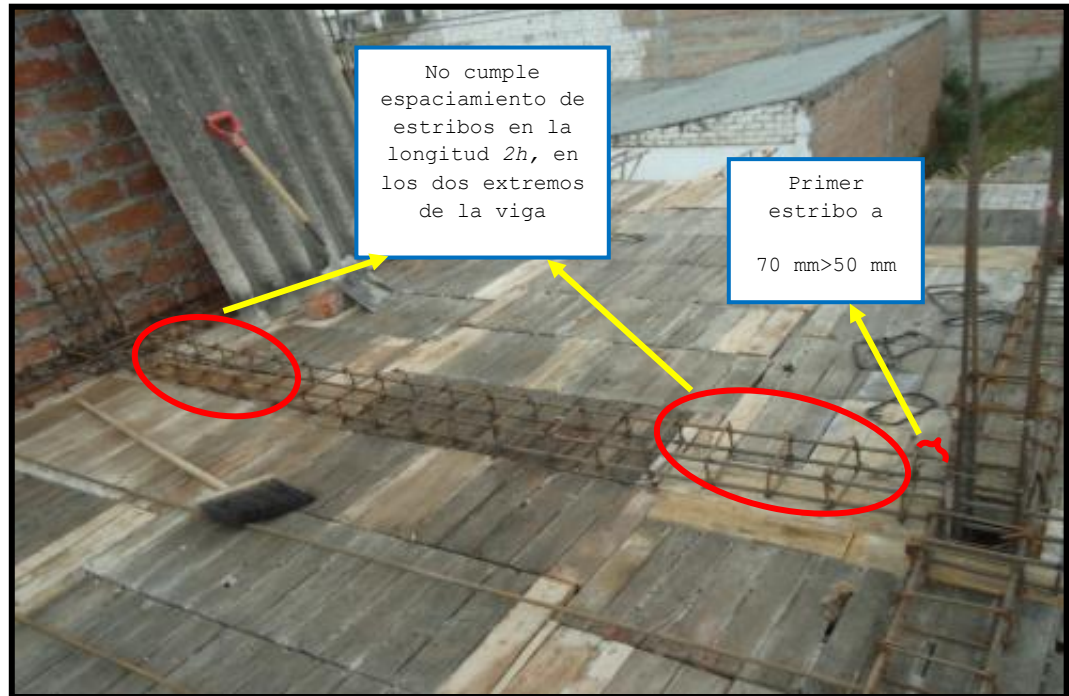 No cumple
espaciamiento de
estribos en la
longitud 2h, en
los dos extremos
de la viga
Primer
estribo a
70 mm>50 mm